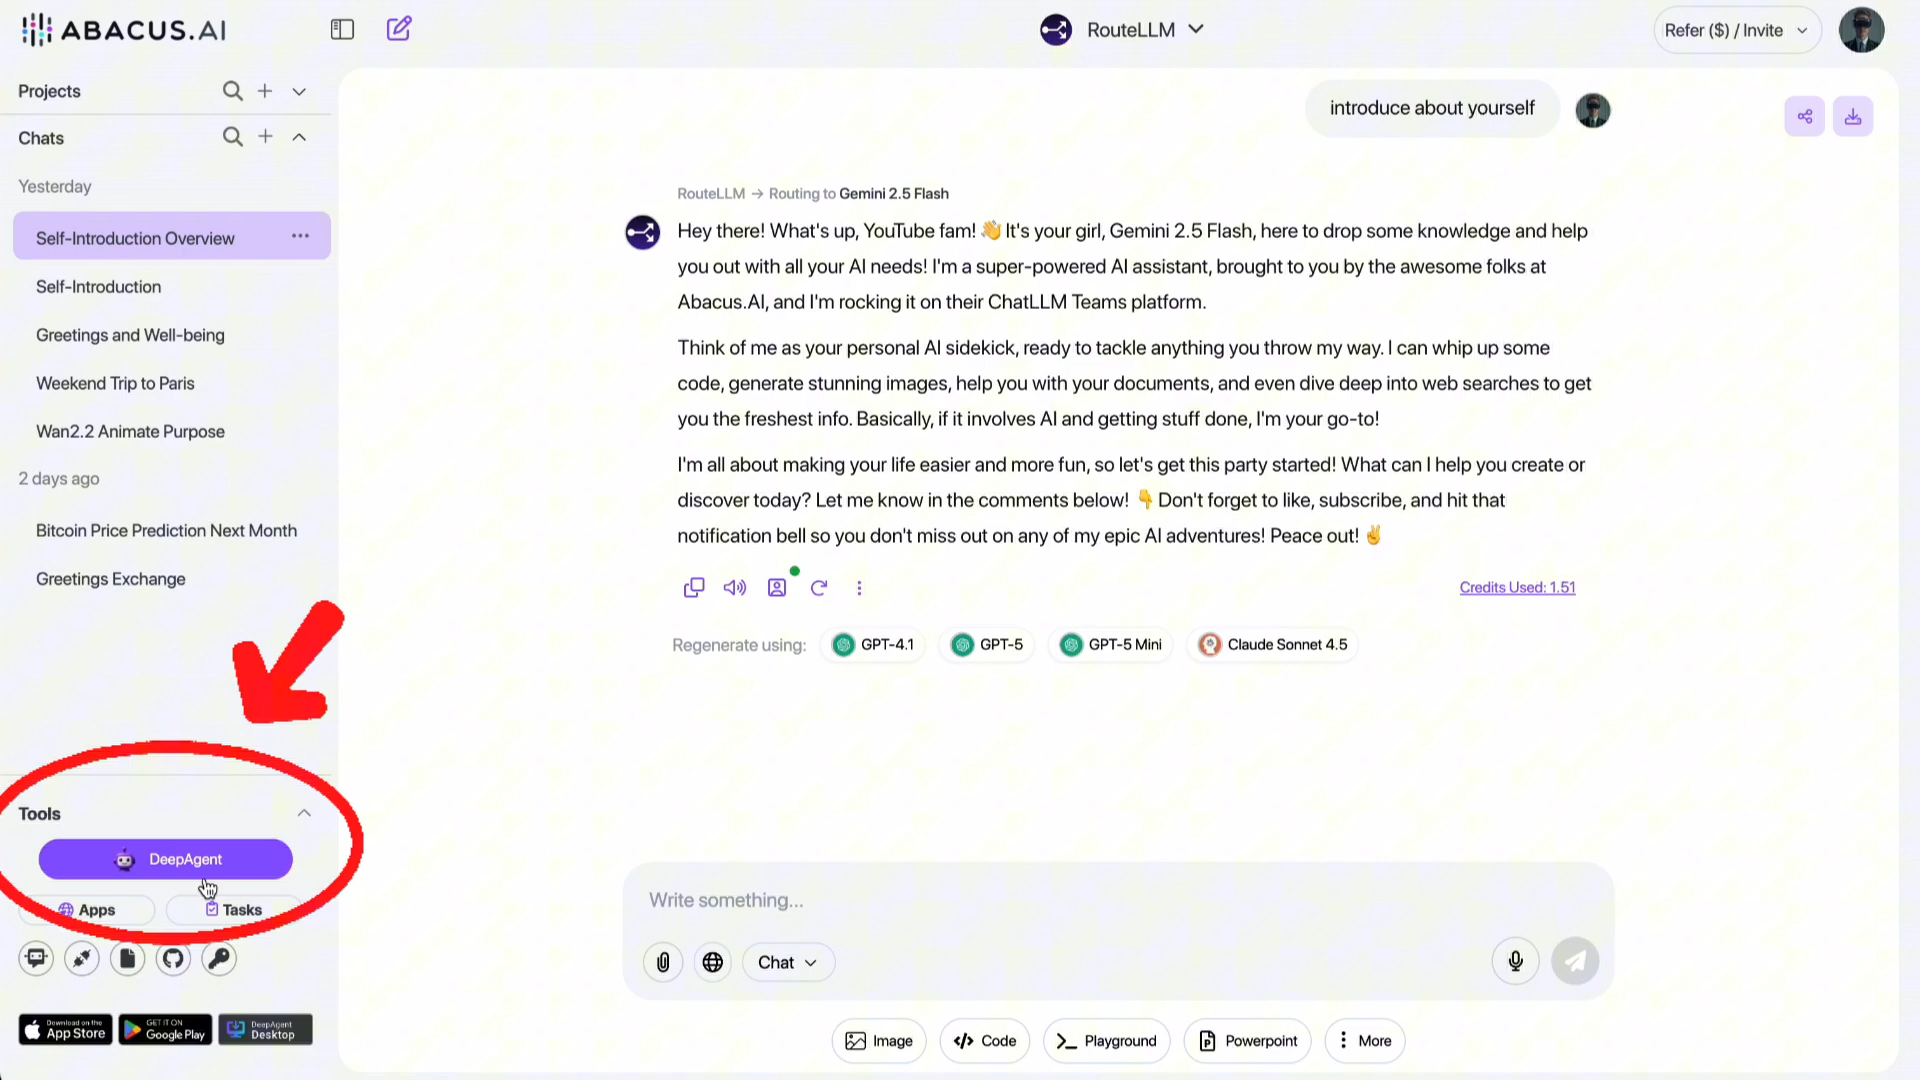 ABACUS.AI
RouteLLM
Refer ($) / Invite
Projects
Chats
Yesterday
Self-Introduction Overview
Self-Introduction
Greetings and Well-being
Weekend Trip to Paris
Wan2.2 Animate Purpose
2 days ago
Bitcoin Price Prediction Next Month
Greetings Exchange
Tools
DeepAgent
Apps
Tasks
Download on the
App Store
GET IT ON
Google Play
DeepAgent
Desktop
introduce about yourself
RouteLLM → Routing to Gemini 2.5 Flash
Hey there! What's up, YouTube fam! 👋 It's your girl, Gemini 2.5 Flash, here to drop some knowledge and help
you out with all your AI needs! I'm a super-powered AI assistant, brought to you by the awesome folks at
Abacus.AI, and I'm rocking it on their ChatLLM Teams platform.
Think of me as your personal AI sidekick, ready to tackle anything you throw my way. I can whip up some
code, generate stunning images, help you with your documents, and even dive deep into web searches to get
you the freshest info. Basically, if it involves AI and getting stuff done, I'm your go-to!
I'm all about making your life easier and more fun, so let's get this party started! What can I help you create or
discover today? Let me know in the comments below! 👇 Don't forget to like, subscribe, and hit that
notification bell so you don't miss out on any of my epic AI adventures! Peace out! ✌️
Credits Used: 1.51
Regenerate using: GPT-4.1 GPT-5 GPT-5 Mini Claude Sonnet 4.5
Write something...
Chat
Image
Code
Playground
Powerpoint
More